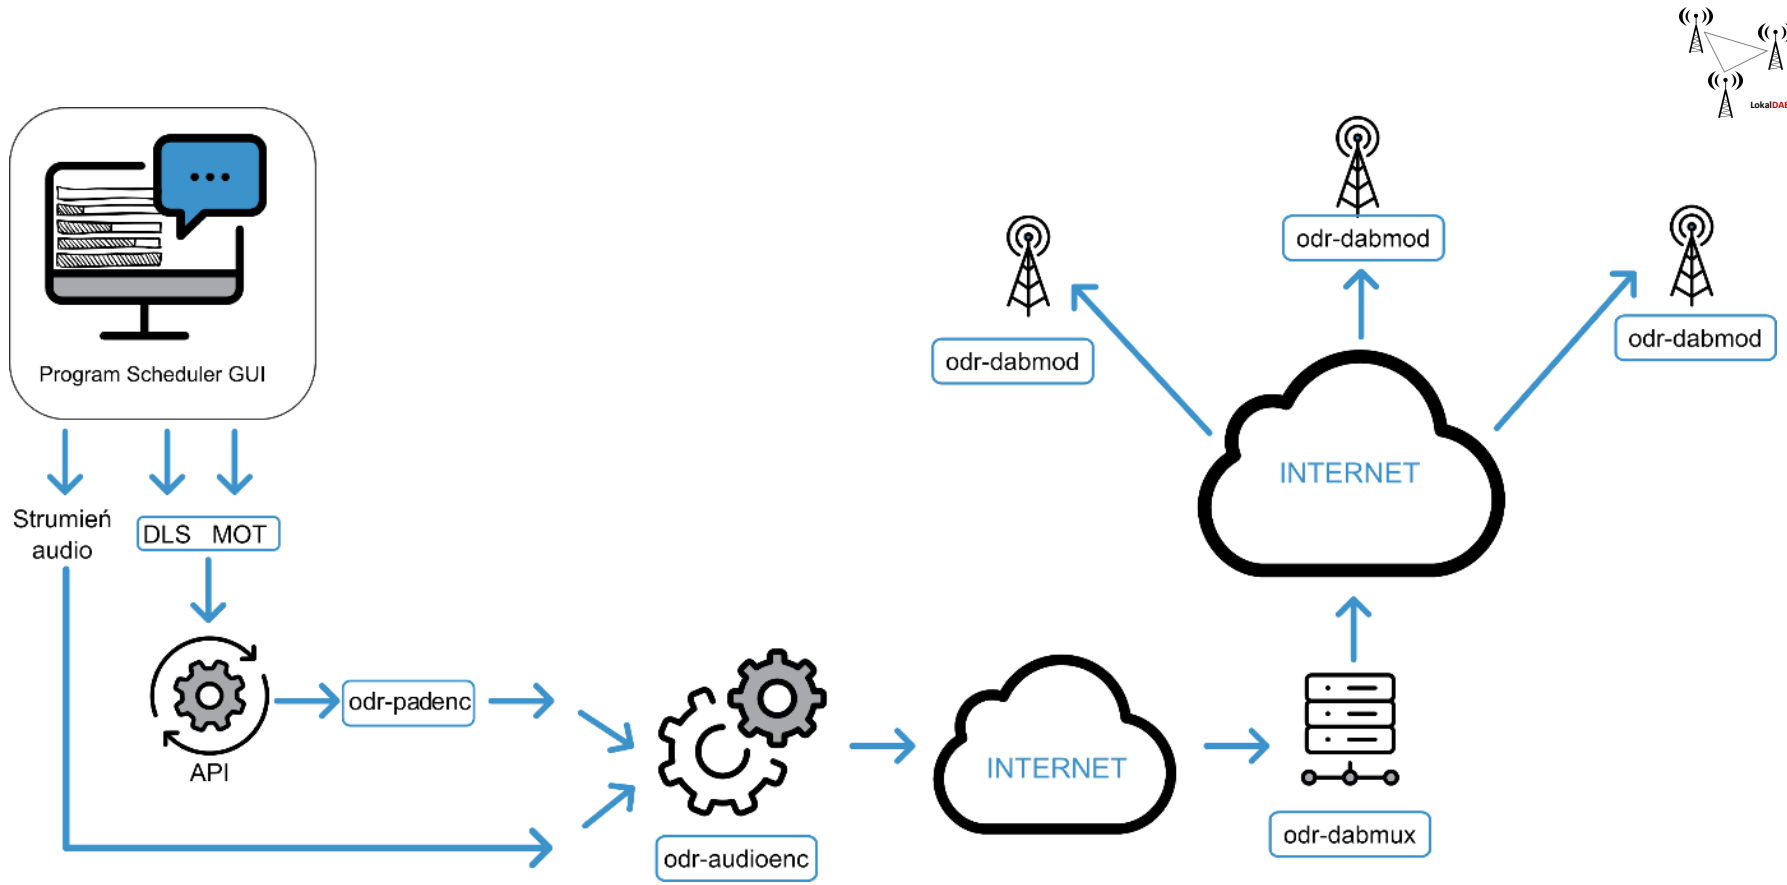 LokalDAB
Program Scheduler GUI
Strumień
audio
DLS MOT
API
odr-padenc
odr-audioenc
INTERNET
odr-dabmux
INTERNET
odr-dabmod
odr-dabmod
odr-dabmod